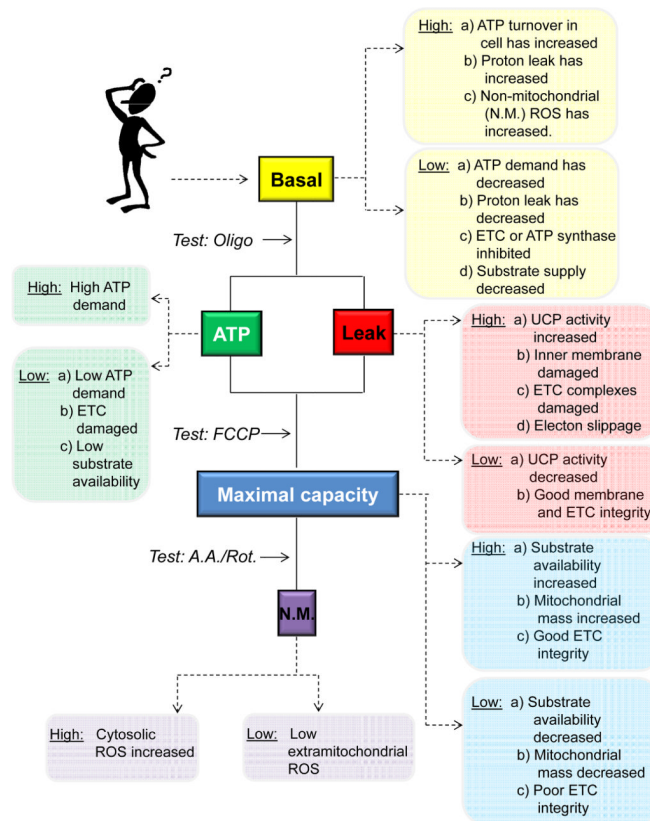 ?
High: a) ATP turnover in
cell has increased
b) Proton leak has
increased
c) Non-mitochondrial
(N.M.) ROS has
increased.
Basal
Low: a) ATP demand has
decreased
b) Proton leak has
decreased
c) ETC or ATP synthase
inhibited
d) Substrate supply
decreased
Test: Oligo
High: High ATP
demand
ATP
Leak
Low: a) Low ATP
demand
b) ETC
damaged
c) Low
substrate
availability
High: a) UCP activity
increased
b) Inner membrane
damaged
c) ETC complexes
damaged
d) Electon slippage
Test: FCCP
Low: a) UCP activity
decreased
b) Good membrane
and ETC integrity
Maximal capacity
Test: A.A./Rot.
High: a) Substrate
availability
increased
b) Mitochondrial
mass increased
c) Good ETC
integrity
N.M.
Low: a) Substrate
availability
decreased
b) Mitochondrial
mass decreased
c) Poor ETC
integrity
High: Cytosolic
ROS increased
Low: Low
extramitochondrial
ROS